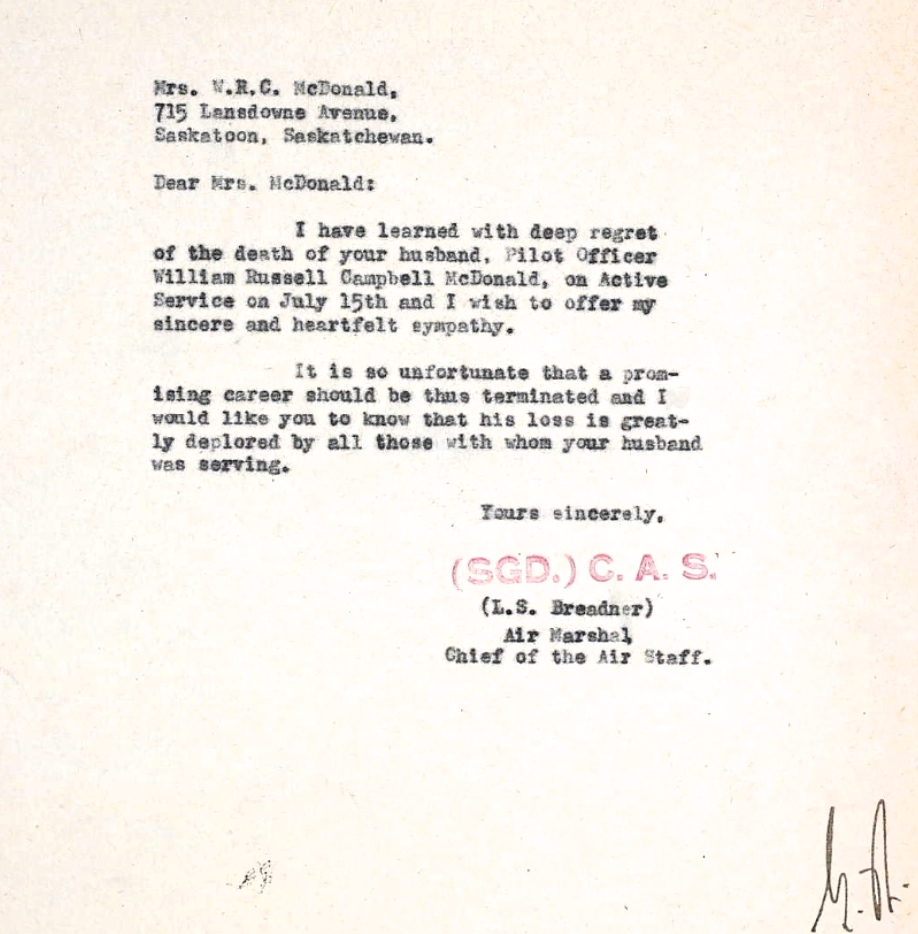 Mrs. W.R.C. McDonald,
715 Lansdowne Avenue,
Saskatoon, Saskatchewan.
Dear Mrs. McDonald:
I have learned with deep regret
of the death of your husband, Pilot Officer
William Russell Campbell McDonald, on Active
Service on July 15th and I wish to offer my
sincere and heartfelt sympathy.
It is so unfortunate that a prom-
ising career should be thus terminated and I
would like you to know that his loss is great-
ly deplored by all those with whom your husband
was serving.
Yours sincerely,
(SGD.) C. A. S.
(L.S. Breadner)
Air Marshal,
Chief of the Air Staff.